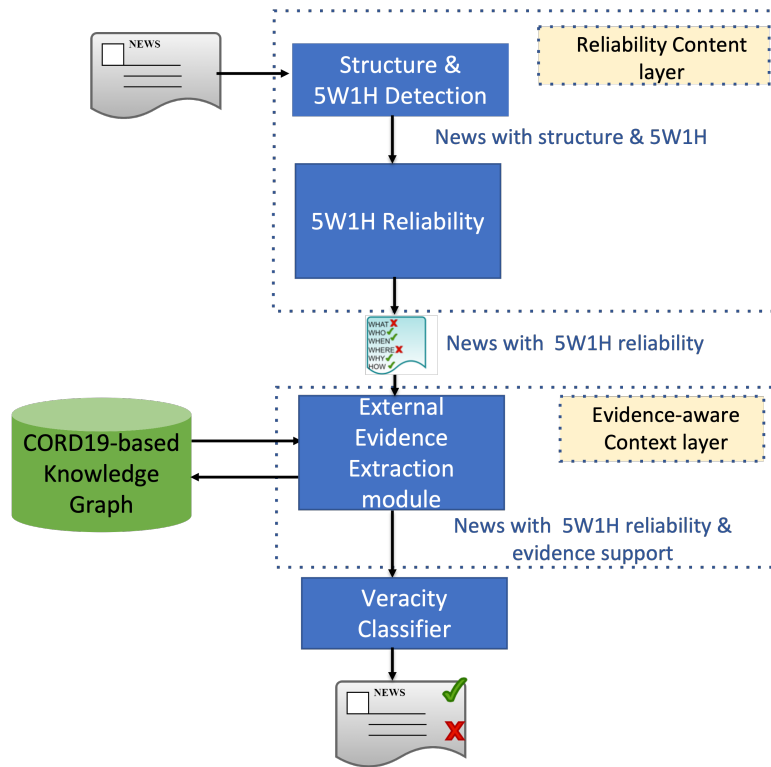 NEWS
Structure &
5W1H Detection
Reliability Content
layer
News with structure & 5W1H
5W1H Reliability
WHAT
WHO
WHEN
WHERE
WHY
HOW
News with 5W1H reliability
CORD19-based
Knowledge
Graph
External
Evidence
Extraction
module
Evidence-aware
Context layer
News with 5W1H reliability &
evidence support
Veracity
Classifier
NEWS